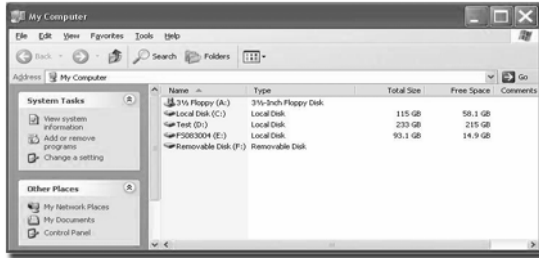 My Computer
File Edit View Favorites Tools Help
Back Search Folders
Address My Computer Go
System Tasks
View system information
Add or remove programs
Change a setting
Other Places
My Network Places
My Documents
Control Panel
Name Type Total Size Free Space Comments
3½ Floppy (A:) 3½-Inch Floppy Disk
Local Disk (C:) Local Disk 115 GB 58.1 GB
Test (D:) Local Disk 233 GB 215 GB
FS083004 (E:) Local Disk 93.1 GB 14.9 GB
Removable Disk (F:) Removable Disk